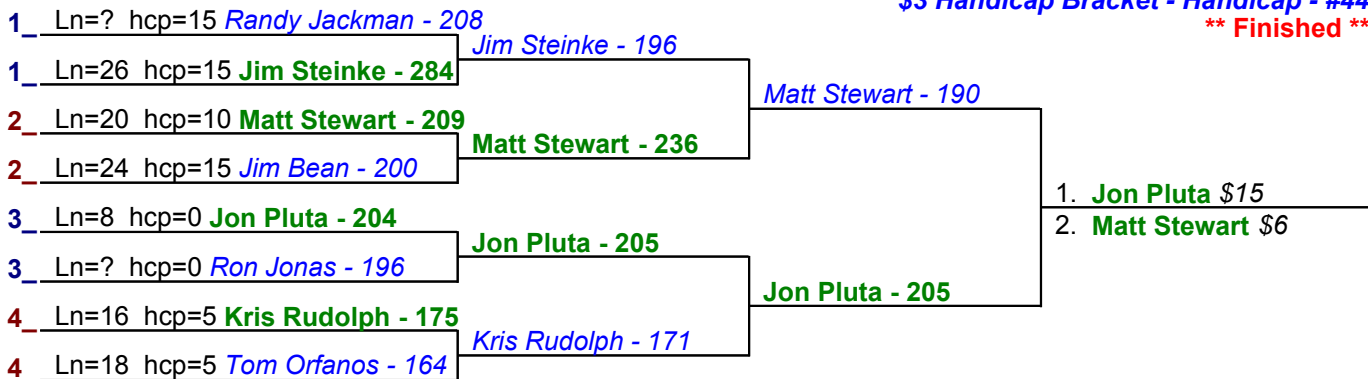 $3 Handicap Bracket - Handicap - #44
** Finished **
1_ Ln=? hcp=15 Randy Jackman - 208
Jim Steinke - 196
1_ Ln=26 hcp=15 Jim Steinke - 284
Matt Stewart - 190
2_ Ln=20 hcp=10 Matt Stewart - 209
Matt Stewart - 236
2_ Ln=24 hcp=15 Jim Bean - 200
1. Jon Pluta $15
2. Matt Stewart $6
3_ Ln=8 hcp=0 Jon Pluta - 204
Jon Pluta - 205
3_ Ln=? hcp=0 Ron Jonas - 196
Jon Pluta - 205
4_ Ln=16 hcp=5 Kris Rudolph - 175
Kris Rudolph - 171
4 Ln=18 hcp=5 Tom Orfanos - 164